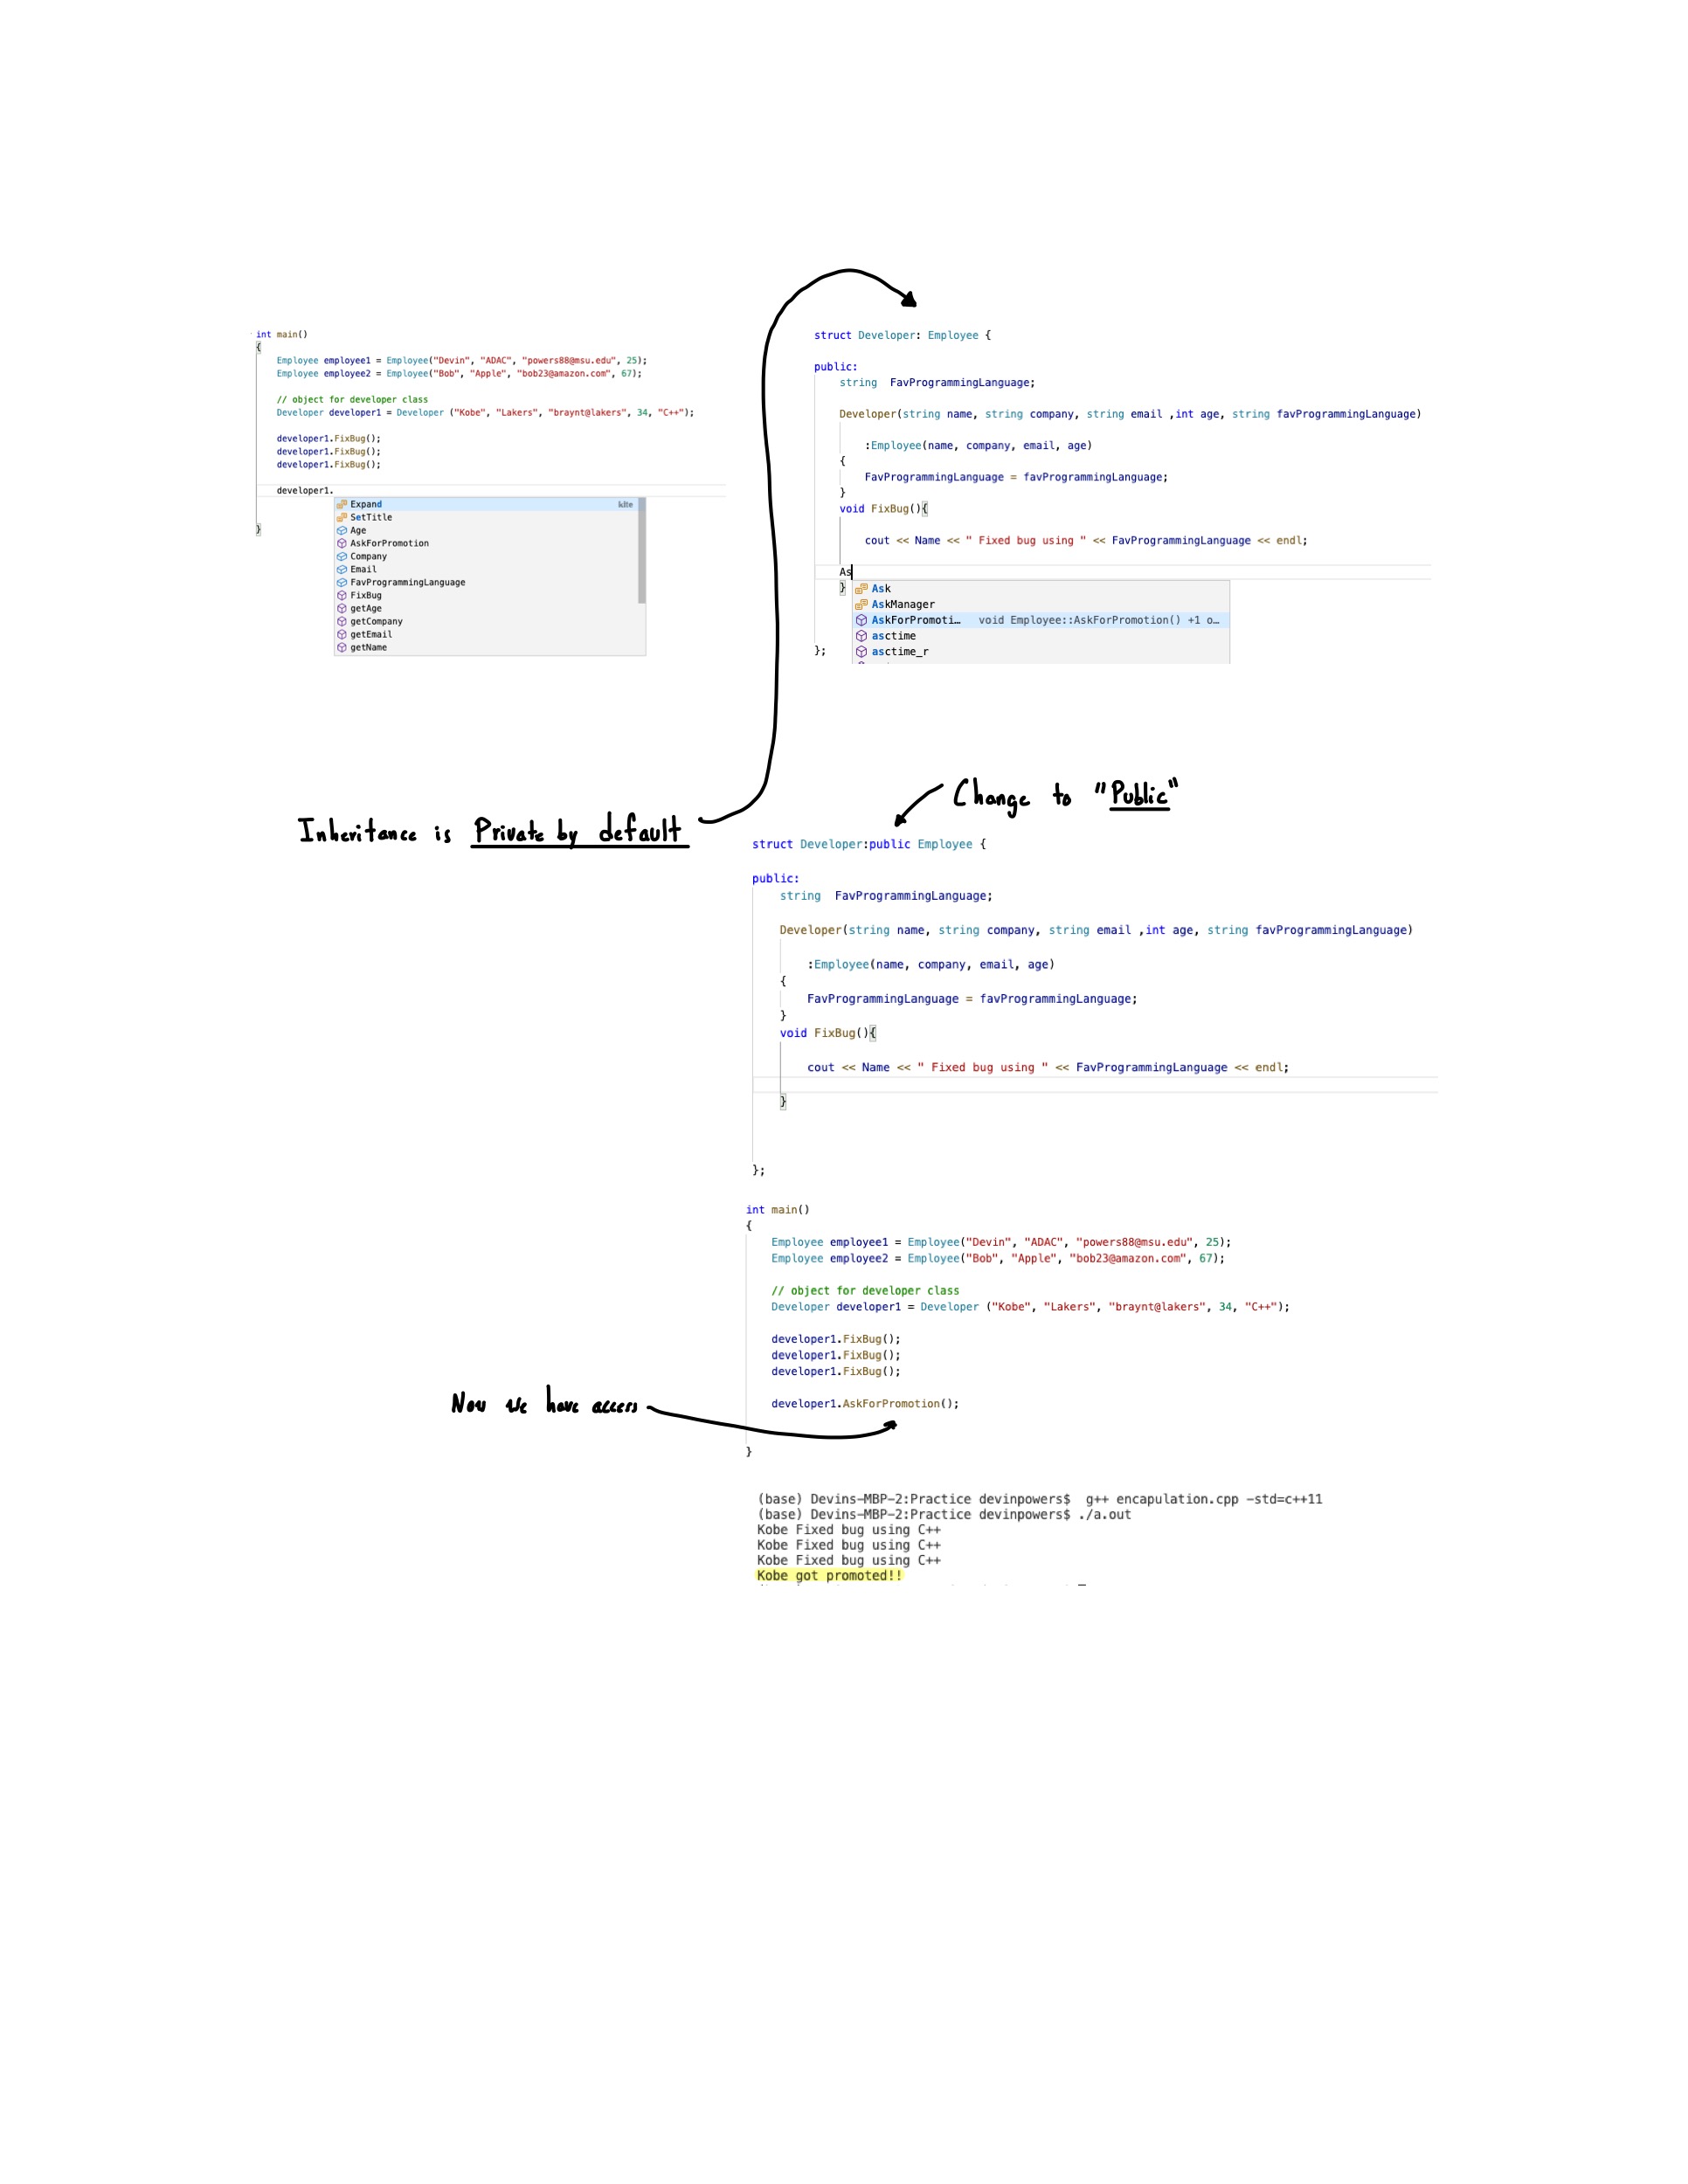 int main()
{
Employee employee1 = Employee("Devin", "ADAC", "powers88@msu.edu", 25);
Employee employee2 = Employee("Bob", "Apple", "bob23@amazon.com", 67);
// object for developer class
Developer developer1 = Developer ("Kobe", "Lakers", "braynt@lakers", 34, "C++");
developer1.FixBug();
developer1.FixBug();
developer1.FixBug();
developer1.
Expand kite
SetTitle
Age
AskForPromotion
Company
Email
FavProgrammingLanguage
FixBug
getAge
getCompany
getEmail
getName
}
struct Developer: Employee {
public:
string FavProgrammingLanguage;
Developer(string name, string company, string email ,int age, string favProgrammingLanguage)
:Employee(name, company, email, age)
{
FavProgrammingLanguage = favProgrammingLanguage;
}
void FixBug(){
cout << Name << " Fixed bug using " << FavProgrammingLanguage << endl;
As
}
Ask
AskManager
AskForPromoti… void Employee::AskForPromotion() +1 o…
asctime
asctime_r
};
Inheritance is Private by default
Change to "Public"
struct Developer:public Employee {
public:
string FavProgrammingLanguage;
Developer(string name, string company, string email ,int age, string favProgrammingLanguage)
:Employee(name, company, email, age)
{
FavProgrammingLanguage = favProgrammingLanguage;
}
void FixBug(){
cout << Name << " Fixed bug using " << FavProgrammingLanguage << endl;
}
};
int main()
{
Employee employee1 = Employee("Devin", "ADAC", "powers88@msu.edu", 25);
Employee employee2 = Employee("Bob", "Apple", "bob23@amazon.com", 67);
// object for developer class
Developer developer1 = Developer ("Kobe", "Lakers", "braynt@lakers", 34, "C++");
developer1.FixBug();
developer1.FixBug();
developer1.FixBug();
developer1.AskForPromotion();
}
Now we have access
(base) Devins-MBP-2:Practice devinpowers$ g++ encapulation.cpp -std=c++11
(base) Devins-MBP-2:Practice devinpowers$ ./a.out
Kobe Fixed bug using C++
Kobe Fixed bug using C++
Kobe Fixed bug using C++
Kobe got promoted!!